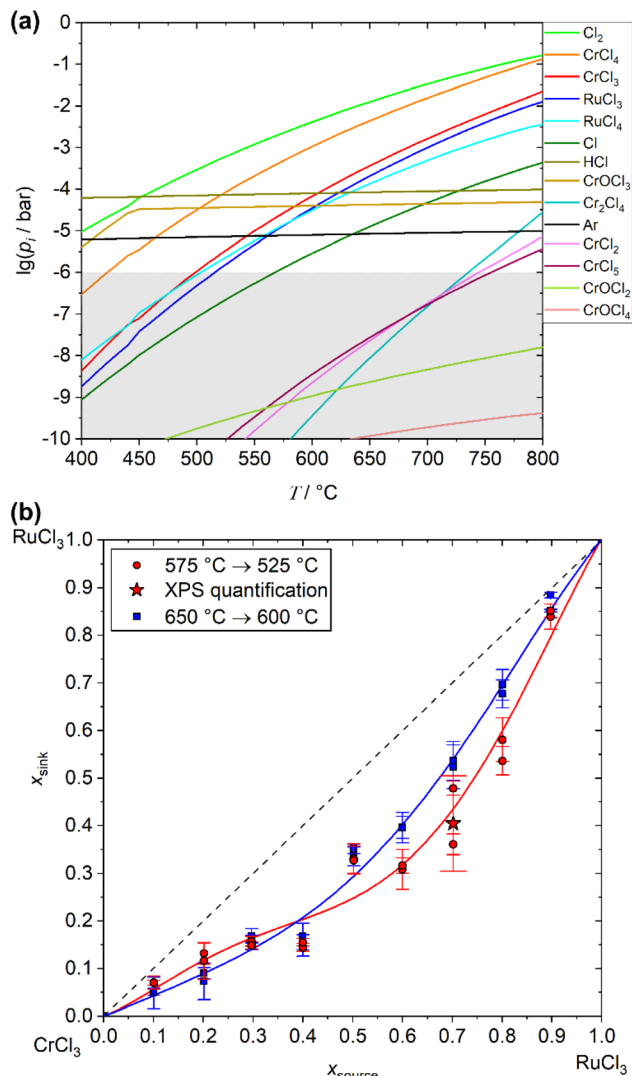 (a)
0
-1
-2
-3
-4
-5
-6
-7
-8
-9
-10
lg(pᵢ / bar)
400 450 500 550 600 650 700 750 800
T / °C
Cl₂
CrCl₄
CrCl₃
RuCl₃
RuCl₄
Cl
HCl
CrOCl₃
Cr₂Cl₄
Ar
CrCl₂
CrCl₅
CrOCl₂
CrOCl₄
(b)
RuCl₃
1.0
0.9
0.8
0.7
0.6
0.5
0.4
0.3
0.2
0.1
0.0
x_sink
575 °C → 525 °C
XPS quantification
650 °C → 600 °C
0.0 0.1 0.2 0.3 0.4 0.5 0.6 0.7 0.8 0.9 1.0
CrCl₃
x_source
RuCl₃